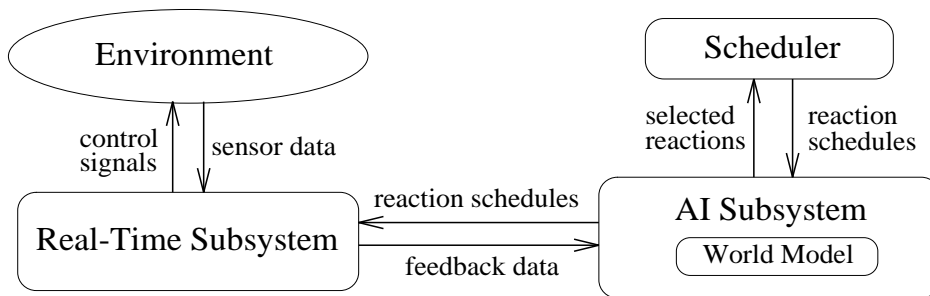 Environment
Scheduler
control
signals
sensor data
selected
reactions
reaction
schedules
Real-Time Subsystem
reaction schedules
feedback data
AI Subsystem
World Model